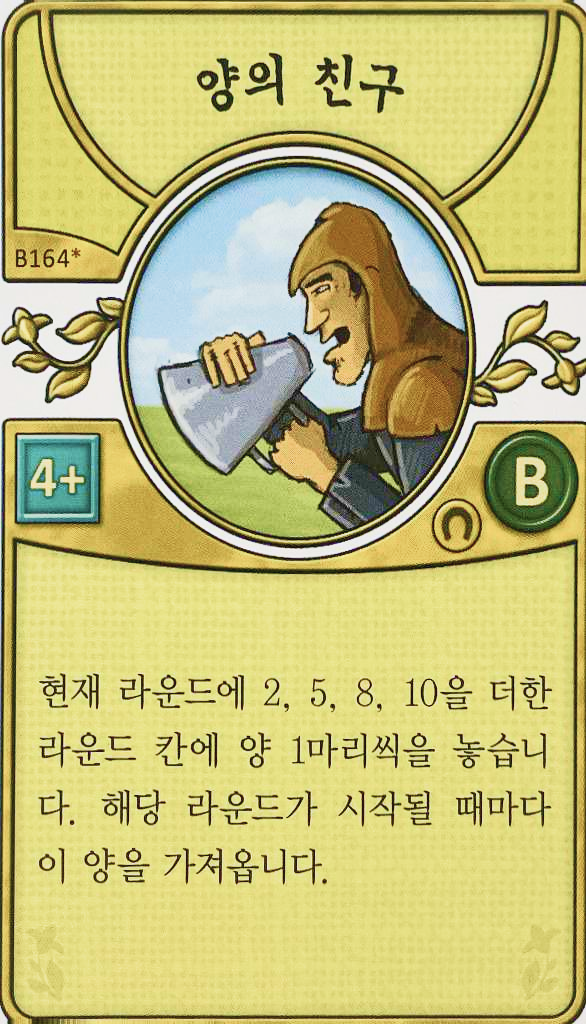 양의 친구
B164*
4+
B
현재 라운드에 2, 5, 8, 10을 더한
라운드 칸에 양 1마리씩을 놓습니
다. 해당 라운드가 시작될 때마다
이 양을 가져옵니다.